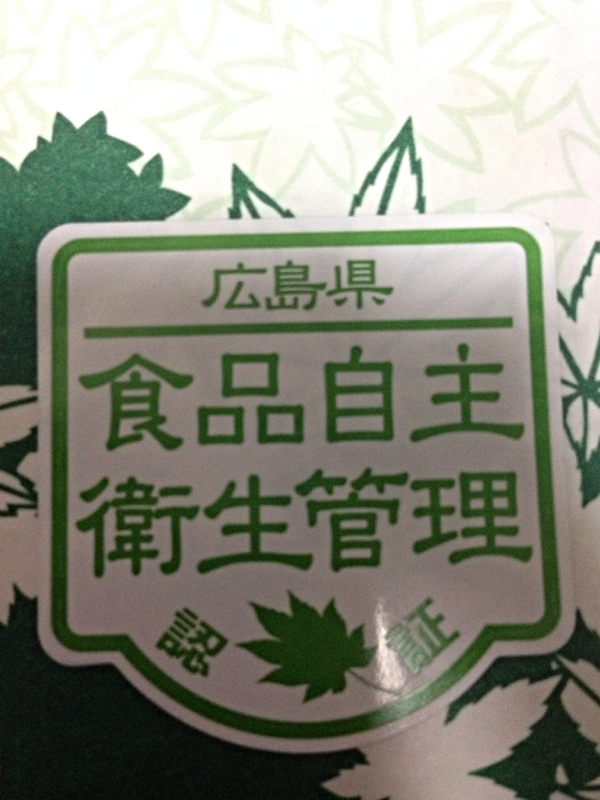 広島県
食品自主
衛生管理
認証